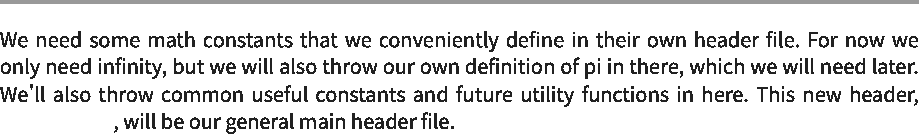 We need some math constants that we conveniently define in their own header file. For now we
only need infinity, but we will also throw our own definition of pi in there, which we will need later.
We'll also throw common useful constants and future utility functions in here. This new header,
, will be our general main header file.